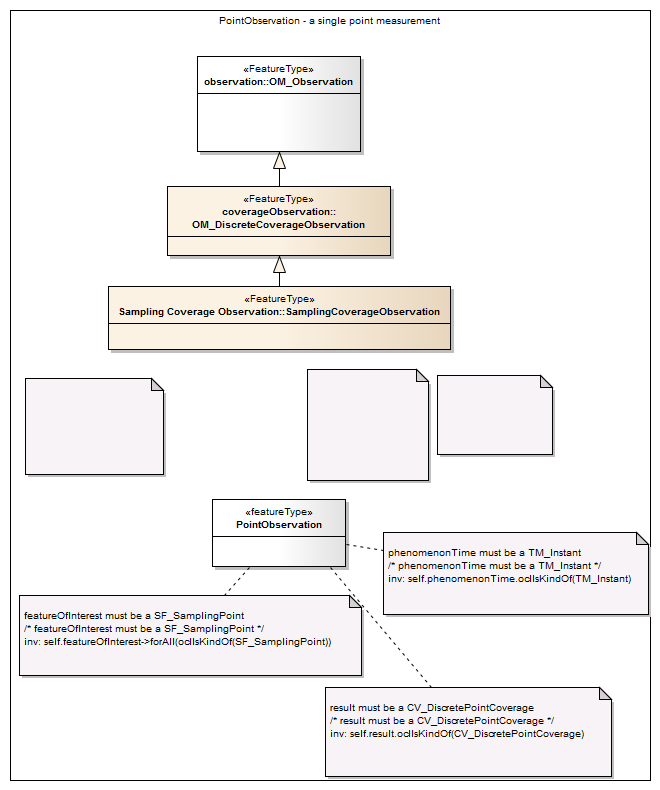 PointObservation - a single point measurement
«FeatureType»
observation::OM_Observation
«FeatureType»
coverageObservation::
OM_DiscreteCoverageObservation
«FeatureType»
Sampling Coverage Observation::SamplingCoverageObservation
«featureType»
PointObservation
phenomenonTime must be a TM_Instant
/* phenomenonTime must be a TM_Instant */
inv: self.phenomenonTime.oclIsKindOf(TM_Instant)
featureOfInterest must be a SF_SamplingPoint
/* featureOfInterest must be a SF_SamplingPoint */
inv: self.featureOfInterest->forAll(oclIsKindOf(SF_SamplingPoint))
result must be a CV_DiscretePointCoverage
/* result must be a CV_DiscretePointCoverage */
inv: self.result.oclIsKindOf(CV_DiscretePointCoverage)